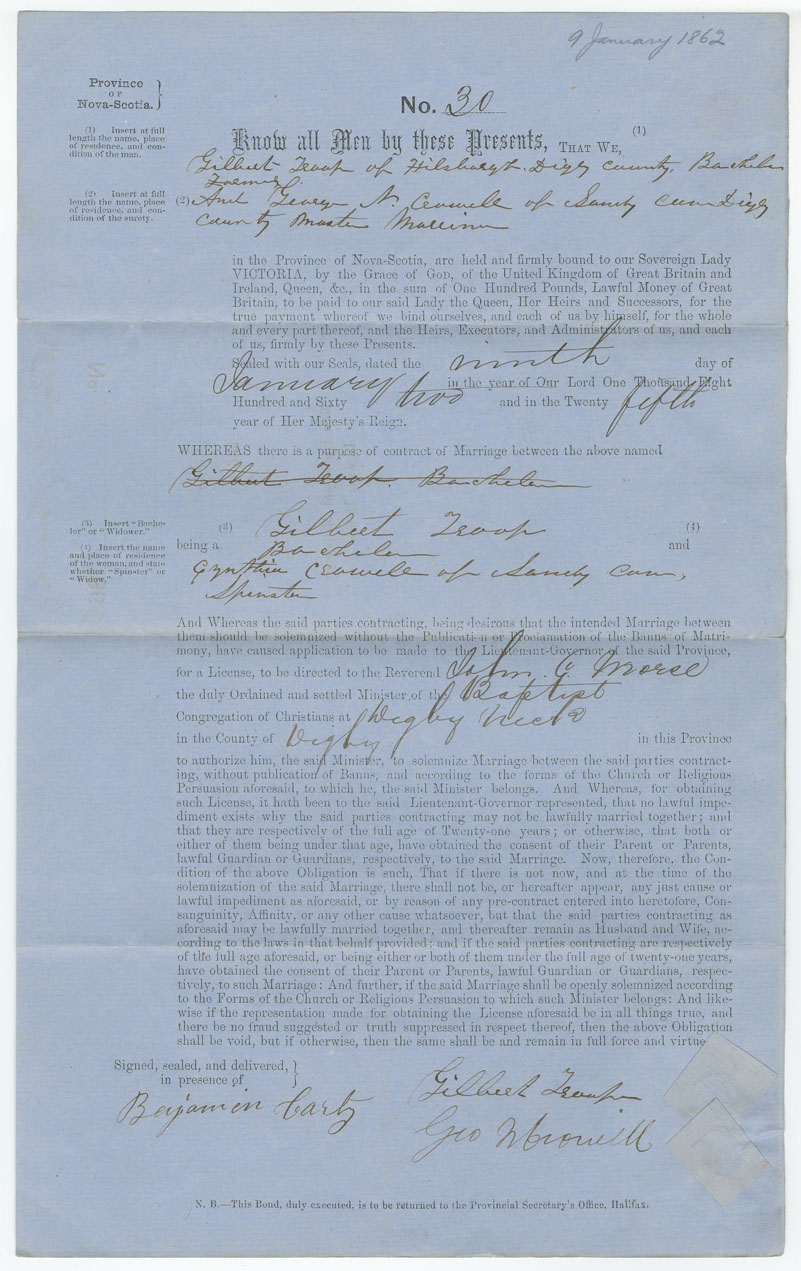 9 January 1862
Province
OF
Nova-Scotia.
No. 30
(1) Insert at full
length the name, place
of residence, and con-
dition of the man.
Know all Men by these Presents, THAT WE, (1)
Gilbert Troop of Hilsburgh Digby County, Bachelor
Farmer
(2) Insert at full
length the name, place
of residence, and con-
dition of the surety.
(2) And George N. Crowell of Sandy Cove Digby
County Master Marriner
in the Province of Nova-Scotia, are held and firmly bound to our Sovereign Lady
VICTORIA, by the Grace of GOD, of the United Kingdom of Great Britain and
Ireland, Queen, &c., in the sum of One Hundred Pounds, Lawful Money of Great
Britain, to be paid to our said Lady the Queen, Her Heirs and Successors, for the
true payment whereof we bind ourselves, and each of us by himself, for the whole
and every part thereof, and the Heirs, Executors, and Administrators of us, and each
of us, firmly by these Presents.
Sealed with our Seals, dated the ninth day of
January in the year of Our Lord One Thousand Eight
Hundred and Sixty two and in the Twenty fifth
year of Her Majesty's Reign.
WHEREAS there is a purpose of contract of Marriage between the above named
Gilbert Troop. Bachelor
(3) Insert "Bache-
lor" or "Widower."
(4) Insert the name
and place of residence
of the woman, and state
whether "Spinster" or
"Widow."
(3) Gilbert Troop (4)
being a Bachelor and
Cynthia Crowell of Sandy Cove,
Spinster
And Whereas the said parties contracting, being desirous that the intended Marriage between
them should be solemnized without the Publication or Proclamation of the Banns of Matri-
mony, have caused application to be made to the Lieutenant-Governor of the said Province,
for a License, to be directed to the Reverend John C. Morse
the duly Ordained and settled Minister of the Baptist
Congregation of Christians at Digby Neck
in the County of Digby in this Province
to authorize him, the said Minister, to solemnize Marriage between the said parties contract-
ing, without publication of Banns, and according to the forms of the Church or Religious
Persuasion aforesaid, to which he, the said Minister belongs. And Whereas, for obtaining
such License, it hath been to the said Lieutenant-Governor represented, that no lawful impe-
diment exists why the said parties contracting may not be lawfully married together; and
that they are respectively of the full age of Twenty-one years; or otherwise, that both or
either of them being under that age, have obtained the consent of their Parent or Parents,
lawful Guardian or Guardians, respectively, to the said Marriage. Now, therefore, the Con-
dition of the above Obligation is such, That if there is not now, and at the time of the
solemnization of the said Marriage, there shall not be, or hereafter appear, any just cause or
lawful impediment as aforesaid, or by reason of any pre-contract entered into heretofore, Con-
sanguinity, Affinity, or any other cause whatsoever, but that the said parties contracting as
aforesaid may be lawfully married together, and thereafter remain as Husband and Wife, ac-
cording to the laws in that behalf provided: and if the said parties contracting are respectively
of the full age aforesaid, or being either or both of them under the full age of twenty-one years,
have obtained the consent of their Parent or Parents, lawful Guardian or Guardians, respec-
tively, to such Marriage: And further, if the said Marriage shall be openly solemnized according
to the Forms of the Church or Religious Persuasion to which such Minister belongs: And like-
wise if the representation made for obtaining the License aforesaid be in all things true, and
there be no fraud suggested or truth suppressed in respect thereof, then the above Obligation
shall be void, but if otherwise, then the same shall be and remain in full force and virtue.
Signed, sealed, and delivered,
in presence of
Gilbert Troop
Benjamin Carty
Geo N Crowell
N. B.—This Bond, duly executed, is to be returned to the Provincial Secretary's Office, Halifax.